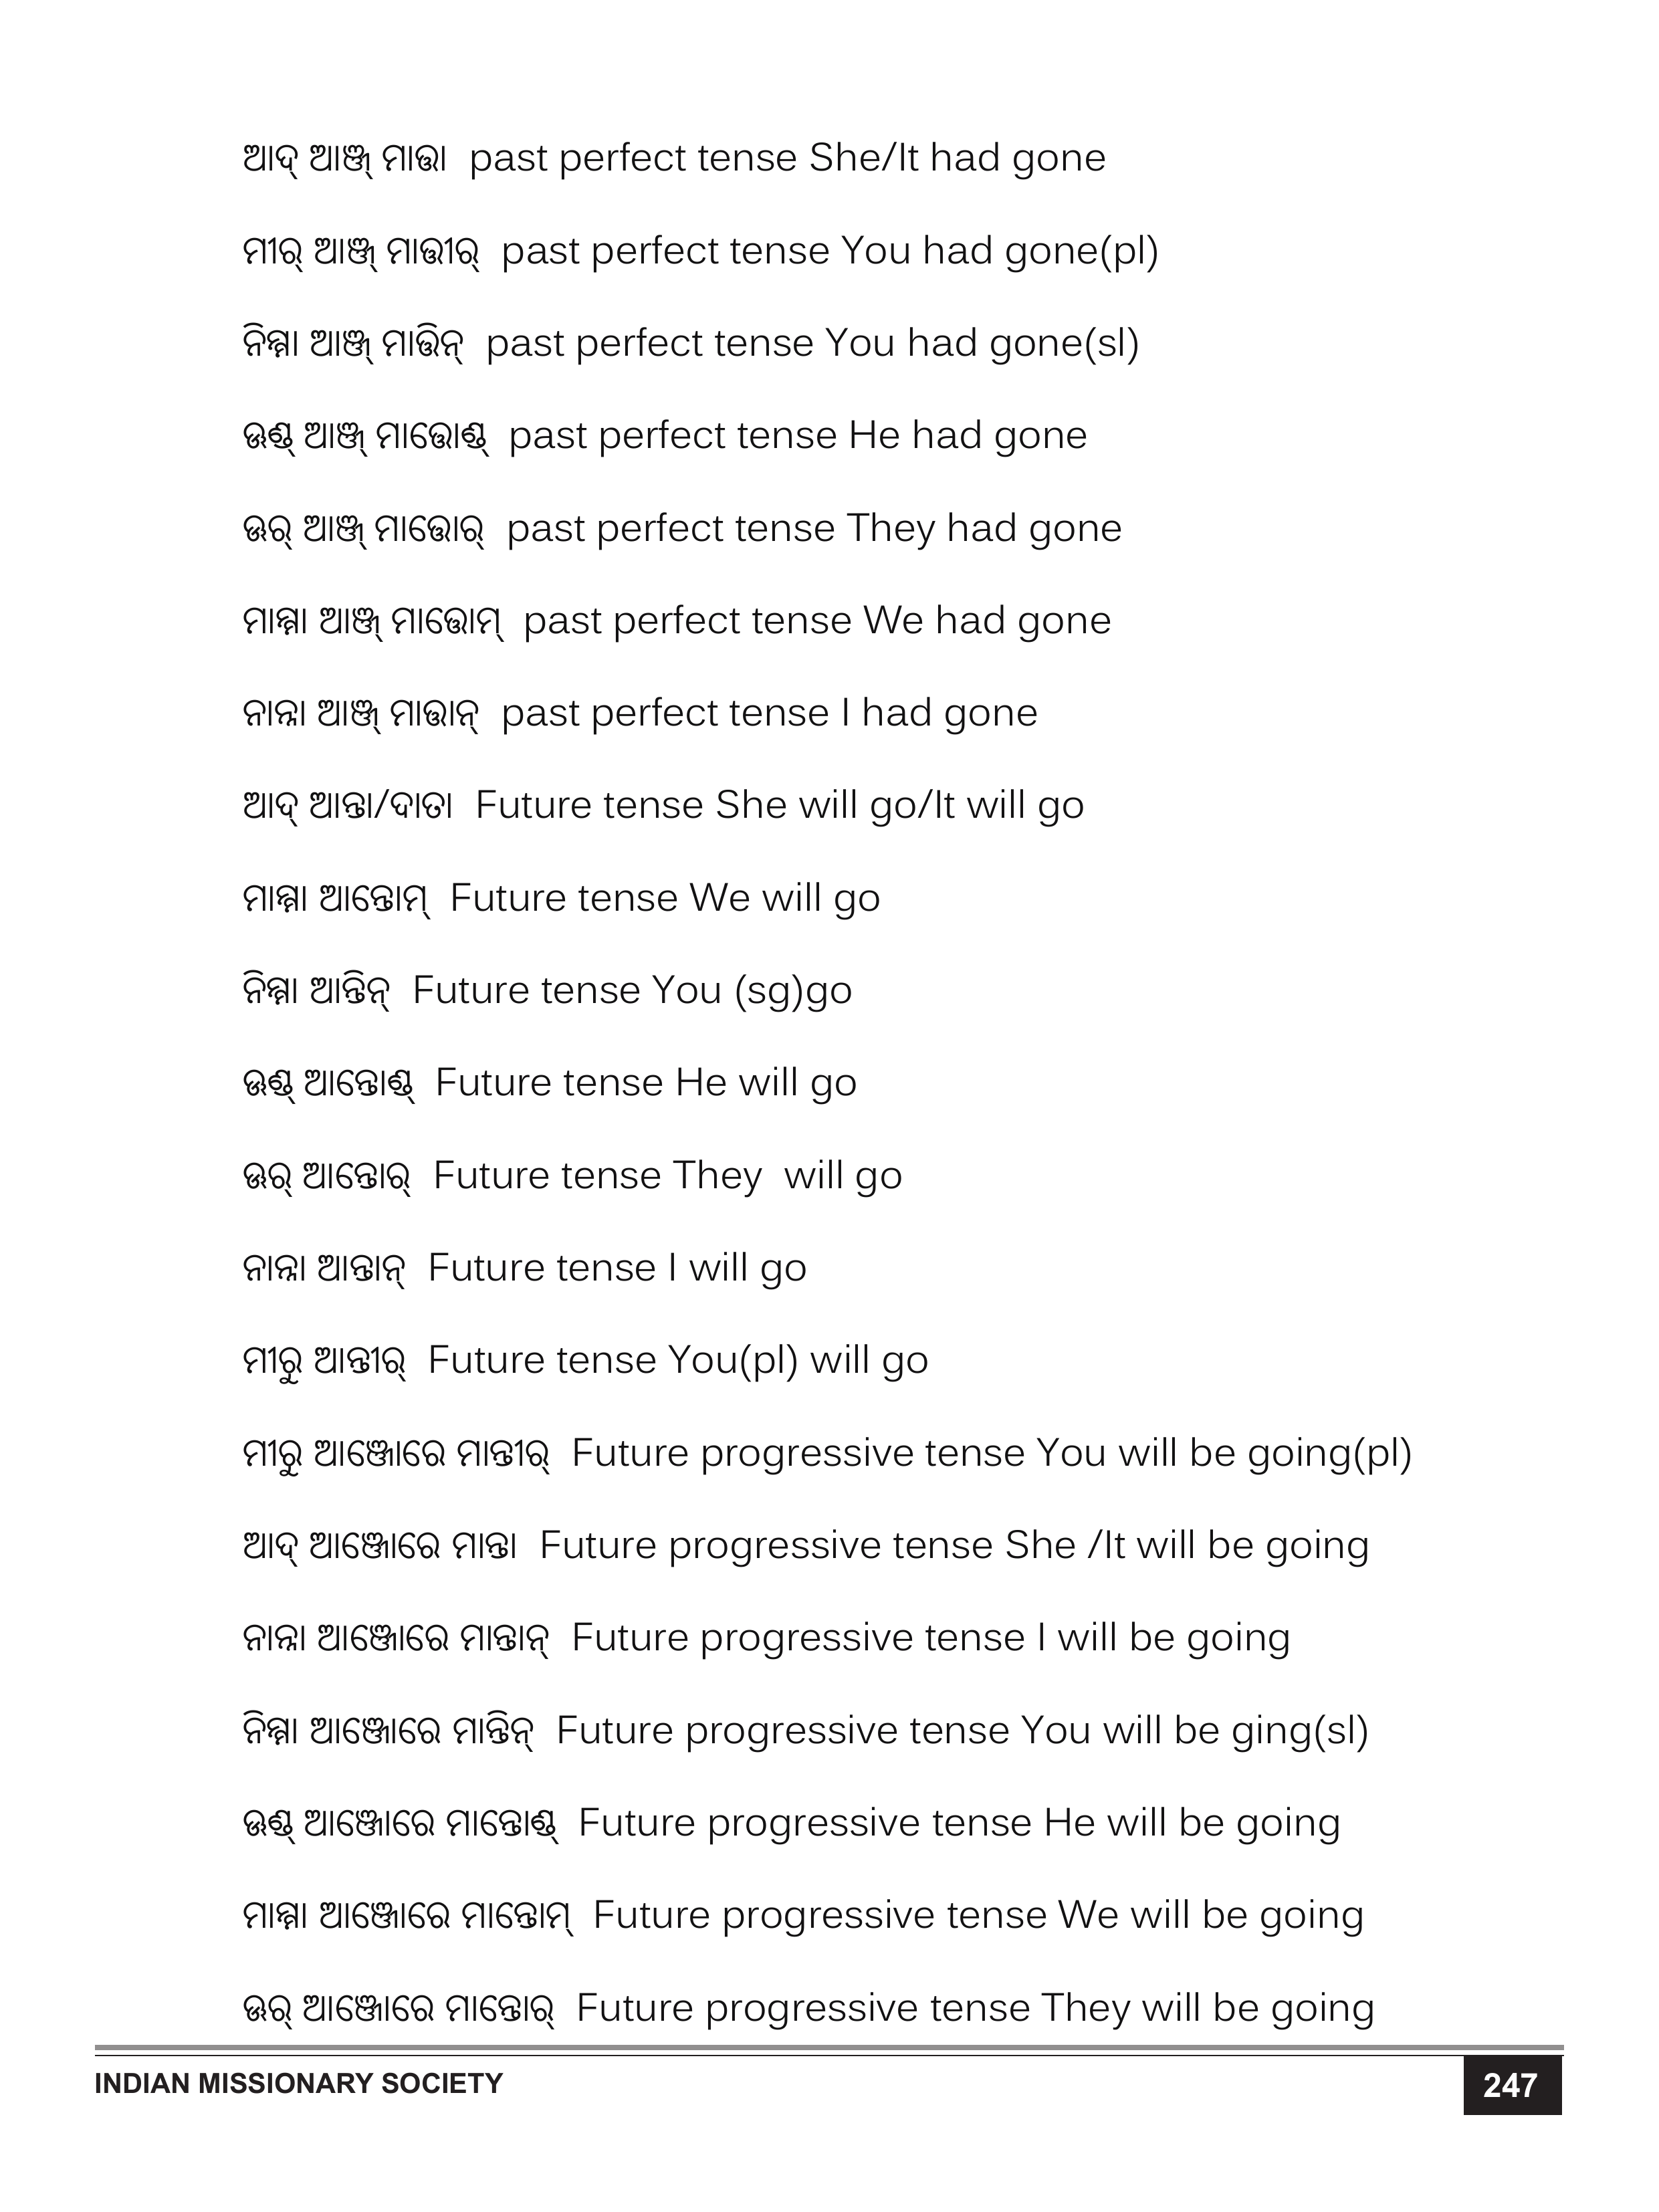 ଆଦ୍ ଆଞ୍ଜ୍ ମାତ୍ତା  past perfect tense She/It had gone
ମୀର୍ ଆଞ୍ଜ୍ ମାତ୍ତୀର୍  past perfect tense You had gone(pl)
ନିମ୍ମା ଆଞ୍ଜ୍ ମାତ୍ତିନ୍  past perfect tense You had gone(sl)
ଊଣ୍ଡ୍ ଆଞ୍ଜ୍ ମାତ୍ତୋଣ୍ଡ୍  past perfect tense He had gone
ଊର୍ ଆଞ୍ଜ୍ ମାତ୍ତୋର୍  past perfect tense They had gone
ମାମ୍ମା ଆଞ୍ଜ୍ ମାତ୍ତୋମ୍  past perfect tense We had gone
ନାନ୍ନା ଆଞ୍ଜ୍ ମାତ୍ତାନ୍  past perfect tense I had gone
ଆଦ୍ ଆନ୍ତା/ଦାତା  Future tense She will go/It will go
ମାମ୍ମା ଆନ୍ତୋମ୍  Future tense We will go
ନିମ୍ମା ଆନ୍ତିନ୍  Future tense You (sg)go
ଊଣ୍ଡ୍ ଆନ୍ତୋଣ୍ଡ୍  Future tense He will go
ଊର୍ ଆନ୍ତୋର୍  Future tense They  will go
ନାନ୍ନା ଆନ୍ତାନ୍  Future tense I will go
ମୀରୁ ଆନ୍ତୀର୍  Future tense You(pl) will go
ମୀରୁ ଆଞ୍ଜୋରେ ମାନ୍ତୀର୍  Future progressive tense You will be going(pl)
ଆଦ୍ ଆଞ୍ଜୋରେ ମାନ୍ତା  Future progressive tense She /It will be going
ନାନ୍ନା ଆଞ୍ଜୋରେ ମାନ୍ତାନ୍  Future progressive tense I will be going
ନିମ୍ମା ଆଞ୍ଜୋରେ ମାନ୍ତିନ୍  Future progressive tense You will be ging(sl)
ଊଣ୍ଡ୍ ଆଞ୍ଜୋରେ ମାନ୍ତୋଣ୍ଡ୍  Future progressive tense He will be going
ମାମ୍ମା ଆଞ୍ଜୋରେ ମାନ୍ତୋମ୍  Future progressive tense We will be going
ଊର୍ ଆଞ୍ଜୋରେ ମାନ୍ତୋର୍  Future progressive tense They will be going
INDIAN MISSIONARY SOCIETY
247